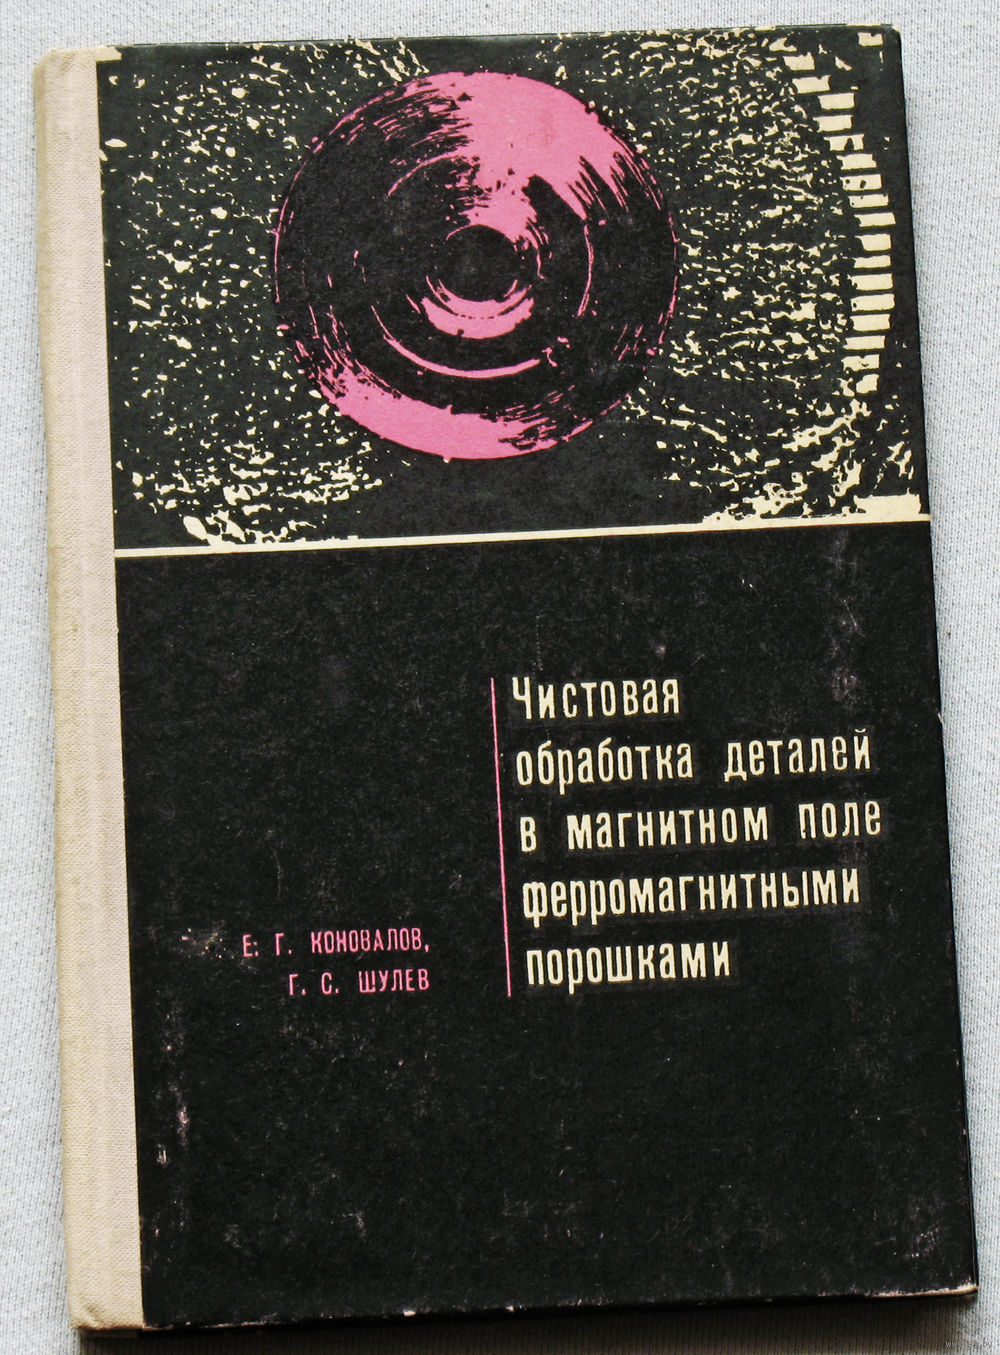 Чистовая
обработка деталей
в магнитном поле
ферромагнитными
порошками
Е. Г. КОНОВАЛОВ,
Г. С. ШУЛЕВ